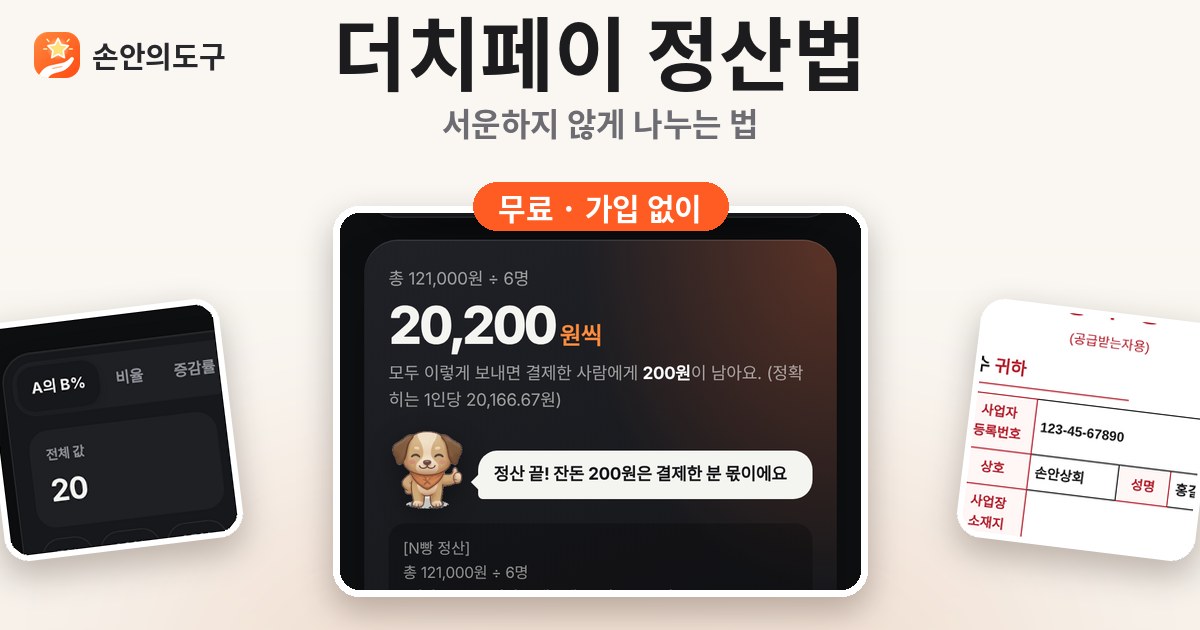 손안의도구
더치페이 정산법
서운하지 않게 나누는 법
무료 · 가입 없이
총 121,000원 ÷ 6명
20,200원씩
모두 이렇게 보내면 결제한 사람에게 200원이 남아요. (정확
히는 1인당 20,166.67원)
정산 끝! 잔돈 200원은 결제한 분 몫이에요
[N빵 정산]
총 121,000원 ÷ 6명
A의 B% 비율 증감률
전체 값
20
(공급받는자용)
귀하
사업자
등록번호
123-45-67890
상호 손안상회 성명
사업장
소재지